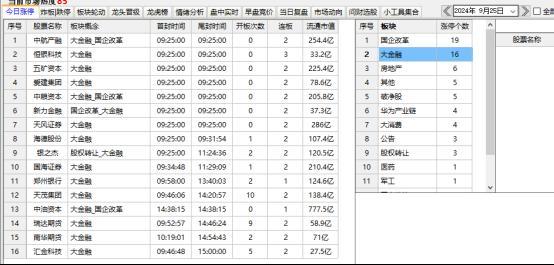 当前市场热度85
今日涨停 炸板|跌停 板块轮动 龙头晋级 龙虎榜 情绪分析 盘中实时 早盘竞价 当日复盘 市场动向 问财选股 小工具集合
2024年 9月25日
序号 股票名称 板块概念 首封时间 尾封时间 开板次数 连板 流通市值
1 中航产融 大金融_国企改革 09:25:00 09:25:00 0 2 254.4亿
2 恒银科技 大金融 09:25:00 09:25:00 0 3 33.2亿
3 五矿资本 大金融_国企改革 09:25:00 09:25:00 0 2 225.4亿
4 爱建集团 大金融 09:25:00 09:25:00 0 2 78.6亿
5 中粮资本 大金融_国企改革 09:25:00 09:25:00 0 2 205.8亿
6 新力金融 国企改革_大金融 09:25:00 09:25:00 0 2 37.3亿
7 天风证券 大金融 09:25:00 09:25:00 0 2 286亿
8 海德股份 大金融 09:25:00 09:31:54 1 2 107.4亿
9 银之杰 股权转让_大金融 09:25:00 11:24:36 2 2 120.5亿
10 国海证券 大金融 09:34:48 11:29:09 1 2 210.4亿
11 郑州银行 大金融 09:58:00 13:40:03 2 1 124.6亿
12 天茂集团 大金融 09:46:06 14:20:57 10 2 138.4亿
13 中油资本 大金融_国企改革 14:38:15 14:38:15 0 1 777.5亿
14 瑞达期货 大金融 09:52:57 14:46:24 9 2 58.9亿
15 南华期货 大金融 10:19:01 14:54:43 2 2 71亿
16 汇金科技 大金融 09:46:48 15:00:00 5 2 27.5亿
序号 板块 涨停个数
1 国企改革 19
2 大金融 16
3 房地产 6
4 其他 5
5 破净股 5
6 华为产业链 4
7 大消费 4
8 公告 3
9 股权转让 3
10 医药 1
11 军工 1
股票名称